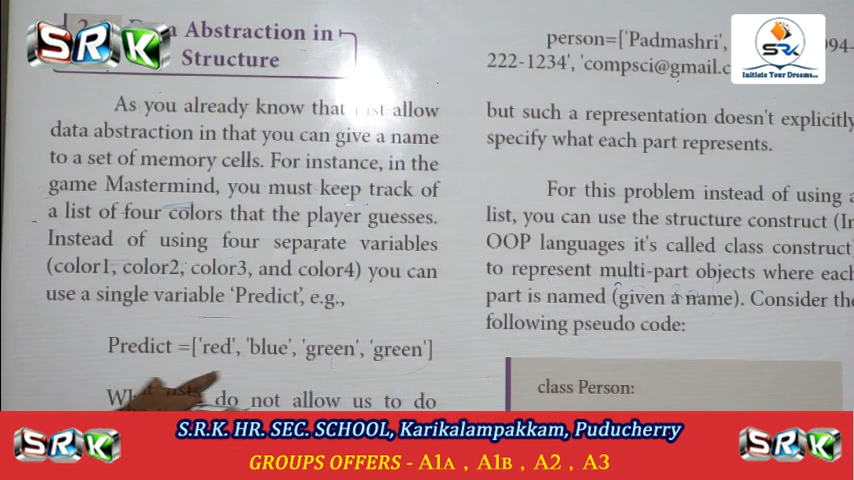 Abstraction in
Structure
As you already know that List allow
data abstraction in that you can give a name
to a set of memory cells. For instance, in the
game Mastermind, you must keep track of
a list of four colors that the player guesses.
Instead of using four separate variables
(color1, color2, color3, and color4) you can
use a single variable ‘Predict’, e.g.,
Predict =['red', 'blue', 'green', 'green']
do not allow us to do
person=['Padmashri',
222-1234', 'compsci@gmail.c
but such a representation doesn't explicitly
specify what each part represents.
For this problem instead of using a
list, you can use the structure construct (In
OOP languages it's called class construct)
to represent multi-part objects where each
part is named (given a name). Consider the
following pseudo code:
class Person:
SRK
SRK
Initiate Your Dreams...
SRK
S.R.K. HR. SEC. SCHOOL, Karikalampakkam, Puducherry
GROUPS OFFERS - A1A , A1B , A2 , A3
SRK